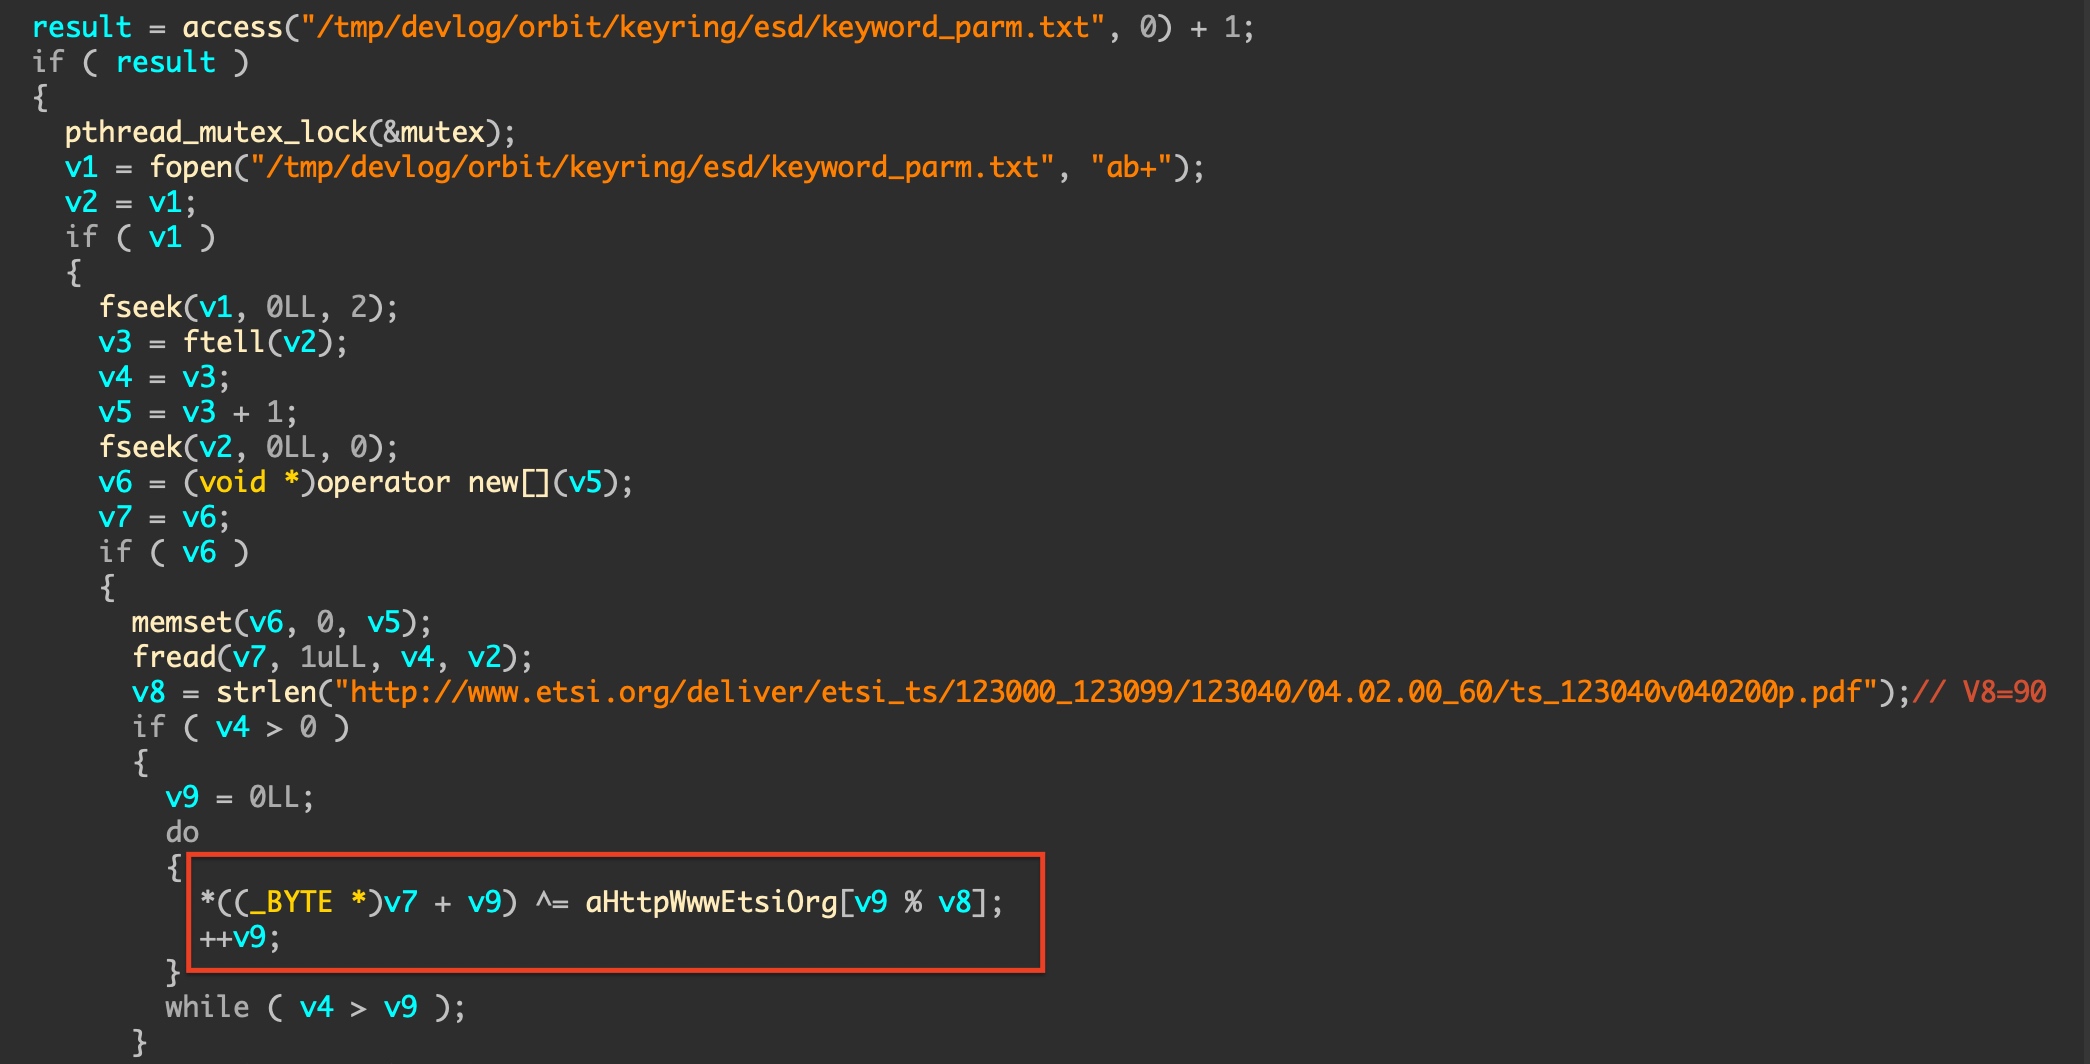 result = access("/tmp/devlog/orbit/keyring/esd/keyword_parm.txt", 0) + 1;
if ( result )
{
pthread_mutex_lock(&mutex);
v1 = fopen("/tmp/devlog/orbit/keyring/esd/keyword_parm.txt", "ab+");
v2 = v1;
if ( v1 )
{
fseek(v1, 0LL, 2);
v3 = ftell(v2);
v4 = v3;
v5 = v3 + 1;
fseek(v2, 0LL, 0);
v6 = (void *)operator new[](v5);
v7 = v6;
if ( v6 )
{
memset(v6, 0, v5);
fread(v7, 1uLL, v4, v2);
v8 = strlen("http://www.etsi.org/deliver/etsi_ts/123000_123099/123040/04.02.00_60/ts_123040v040200p.pdf");// V8=90
if ( v4 > 0 )
{
v9 = 0LL;
do
{
*((_BYTE *)v7 + v9) ^= aHttpWwwEtsiOrg[v9 % v8];
++v9;
}
while ( v4 > v9 );
}